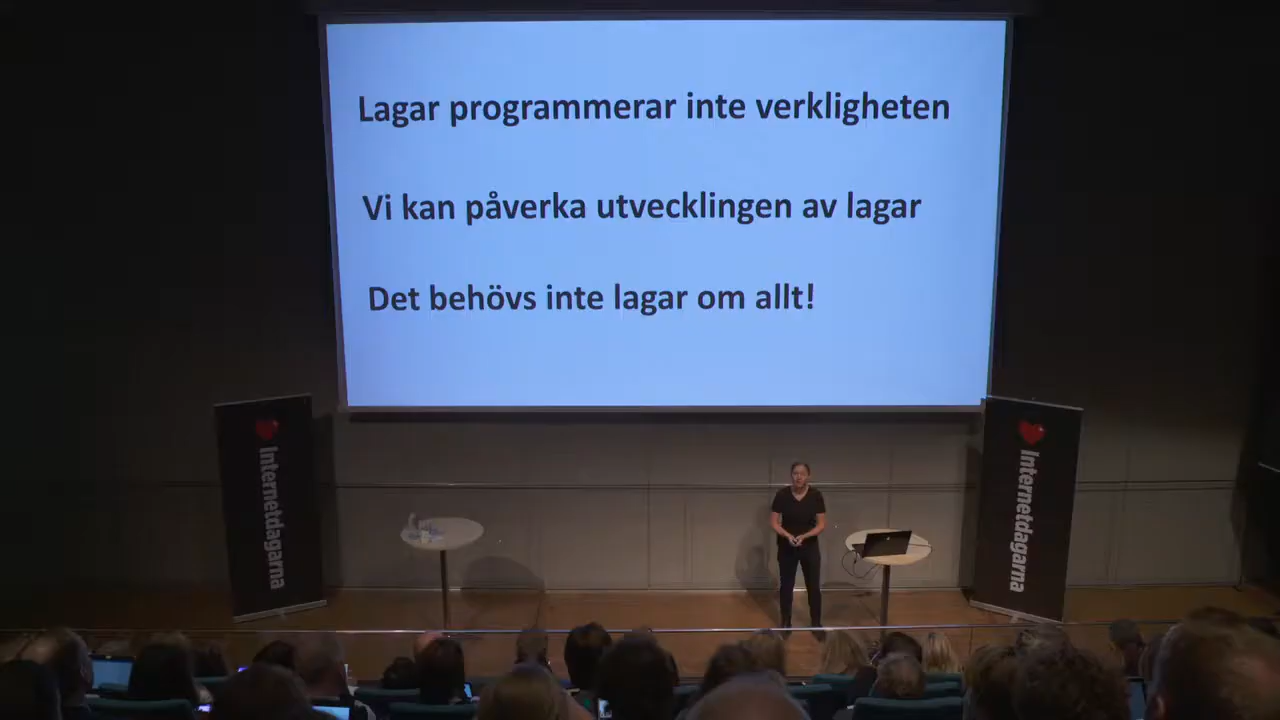 Lagar programmerar inte verkligheten
Vi kan påverka utvecklingen av lagar
Det behövs inte lagar om allt!
Internetdagarna
Internetdagarna